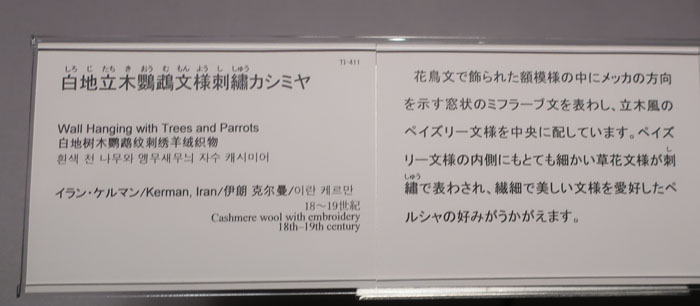 しろ じ たち き おう む もん よう し しゅう
TI-411
白地立木鸚鵡文様刺繡カシミヤ
Wall Hanging with Trees and Parrots
白地树木鹦鹉纹刺绣羊绒织物
흰색 천 나무와 앵무새무늬 자수 캐시미어
イラン・ケルマン/Kerman, Iran/伊朗 克尔曼/이란 케르만
18～19世紀
Cashmere wool with embroidery
18th–19th century
花鳥文で飾られた額模様の中にメッカの方向
を示す窓状のミフラーブ文を表わし、立木風の
ペイズリー文様を中央に配しています。ペイズ
リー文様の内側にもとても細かい草花文様が刺
し
しゅう
繡で表わされ、繊細で美しい文様を愛好したペ
ルシャの好みがうかがえます。